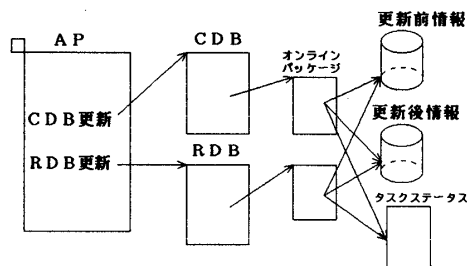 AP
CDB
オンライン
パッケージ
更新前情報
CDB更新
RDB更新
RDB
更新後情報
タスクステータス